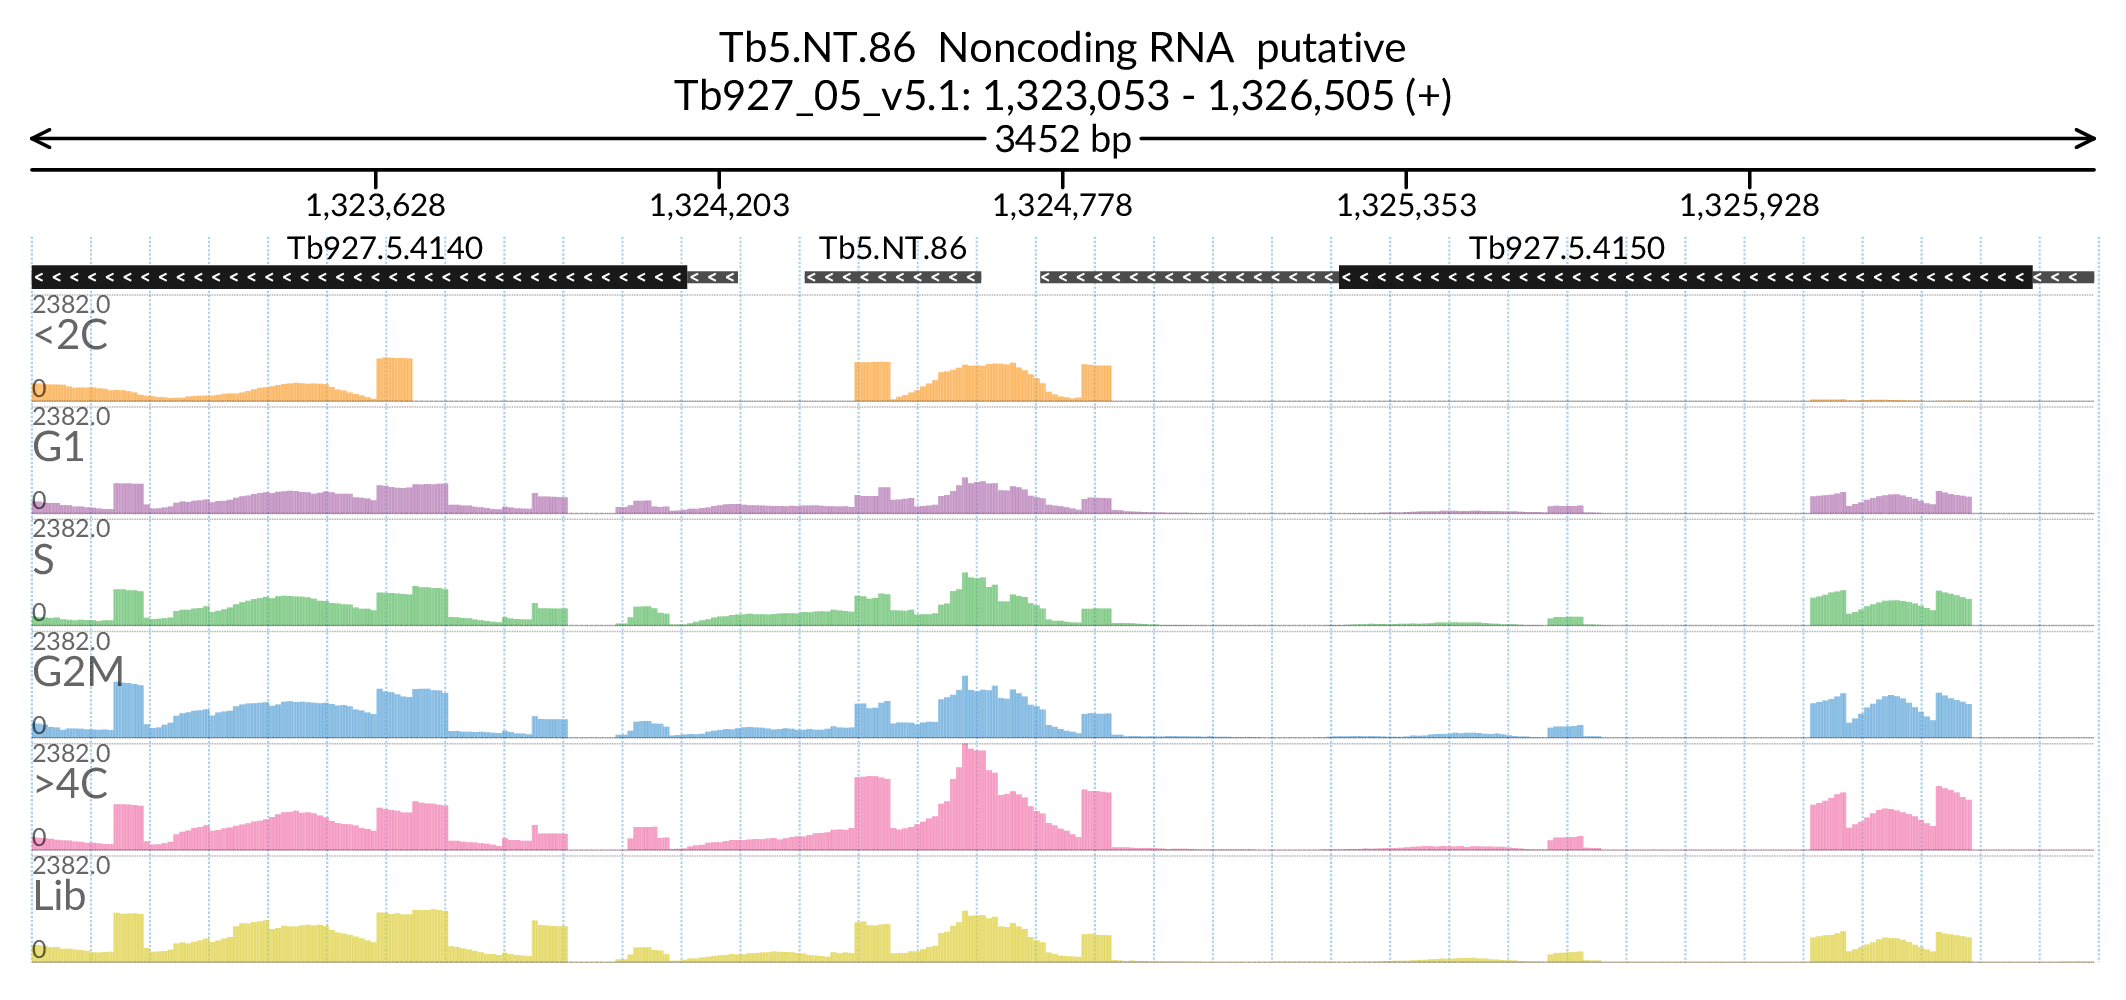 Tb5.NT.86  Noncoding RNA  putative
Tb927_05_v5.1: 1,323,053 - 1,326,505 (+)
3452 bp
1,323,628 1,324,203 1,324,778 1,325,353 1,325,928
Tb927.5.4140 Tb5.NT.86 Tb927.5.4150
2382.0
<2C
0
2382.0
G1
0
2382.0
S
0
2382.0
G2M
0
2382.0
>4C
0
2382.0
Lib
0